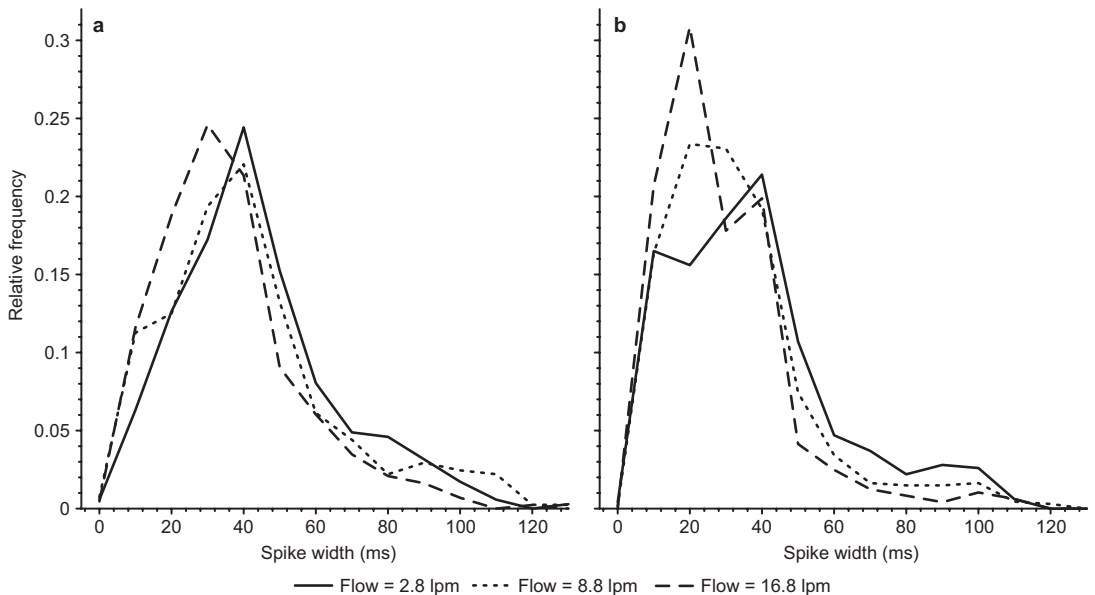 a
b
0.3
0.25
0.2
0.15
0.1
0.05
0
Relative frequency
0 20 40 60 80 100 120
0 20 40 60 80 100 120
Spike width (ms)
Spike width (ms)
Flow = 2.8 lpm Flow = 8.8 lpm Flow = 16.8 lpm